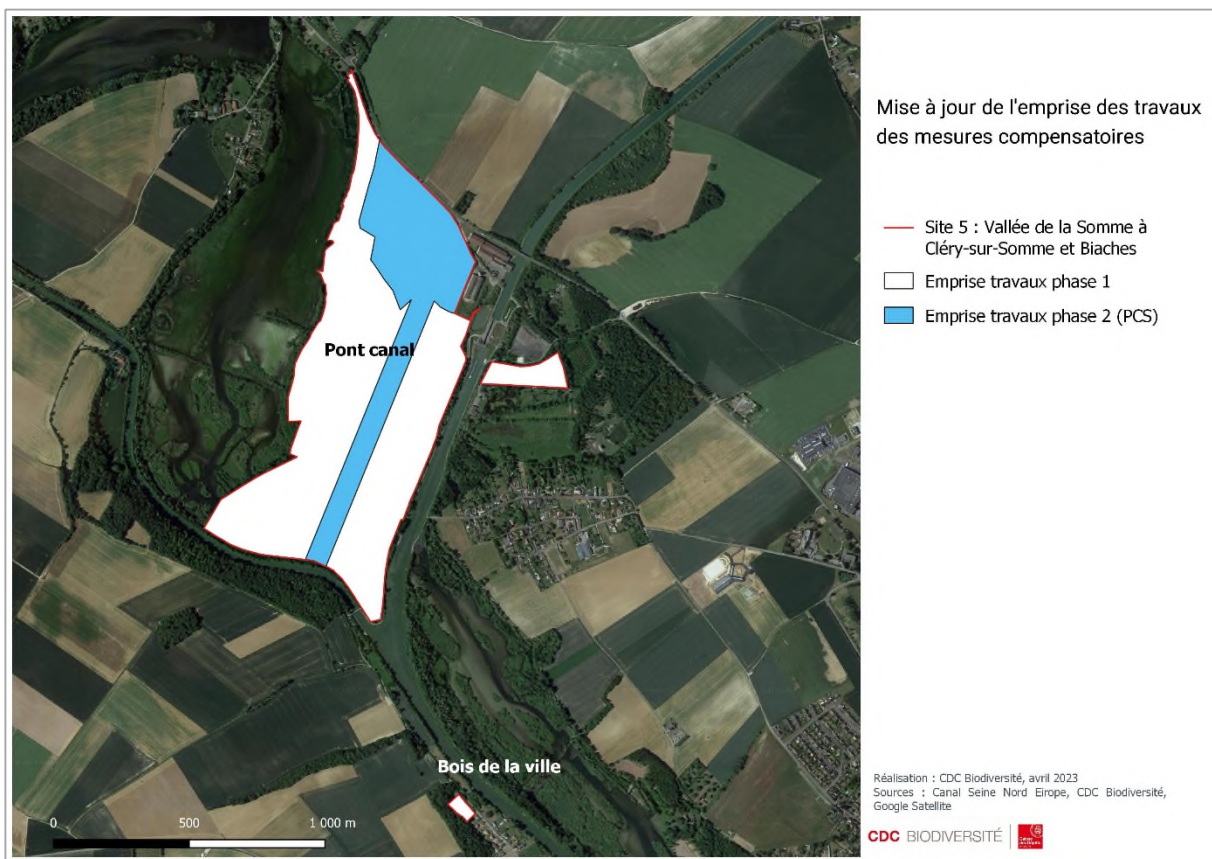 Mise à jour de l'emprise des travaux
des mesures compensatoires
Site 5 : Vallée de la Somme à
Cléry-sur-Somme et Biaches
Emprise travaux phase 1
Emprise travaux phase 2 (PCS)
Pont canal
Bois de la ville
0 500 1 000 m
Réalisation : CDC Biodiversité, avril 2023
Sources : Canal Seine Nord Eirope, CDC Biodiversité,
Google Satellite
CDC BIODIVERSITÉ